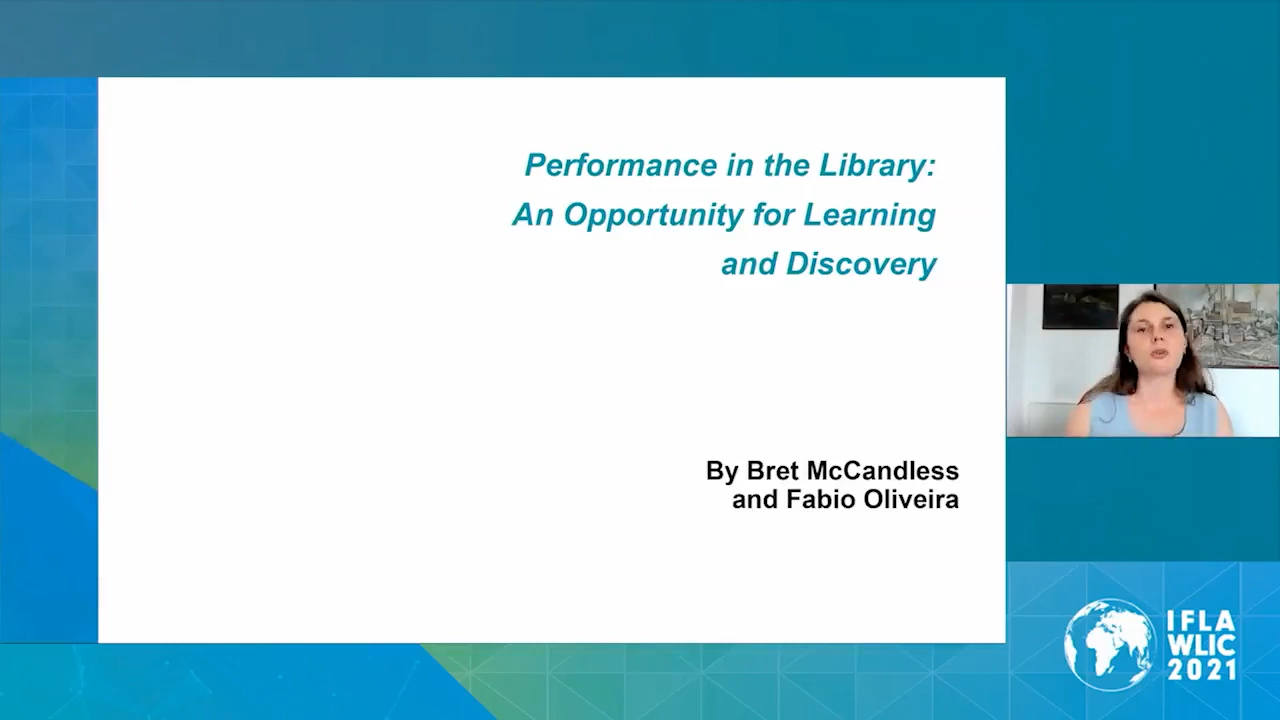 Performance in the Library:
An Opportunity for Learning
and Discovery
By Bret McCandless
and Fabio Oliveira
IFLA
WLIC
2021